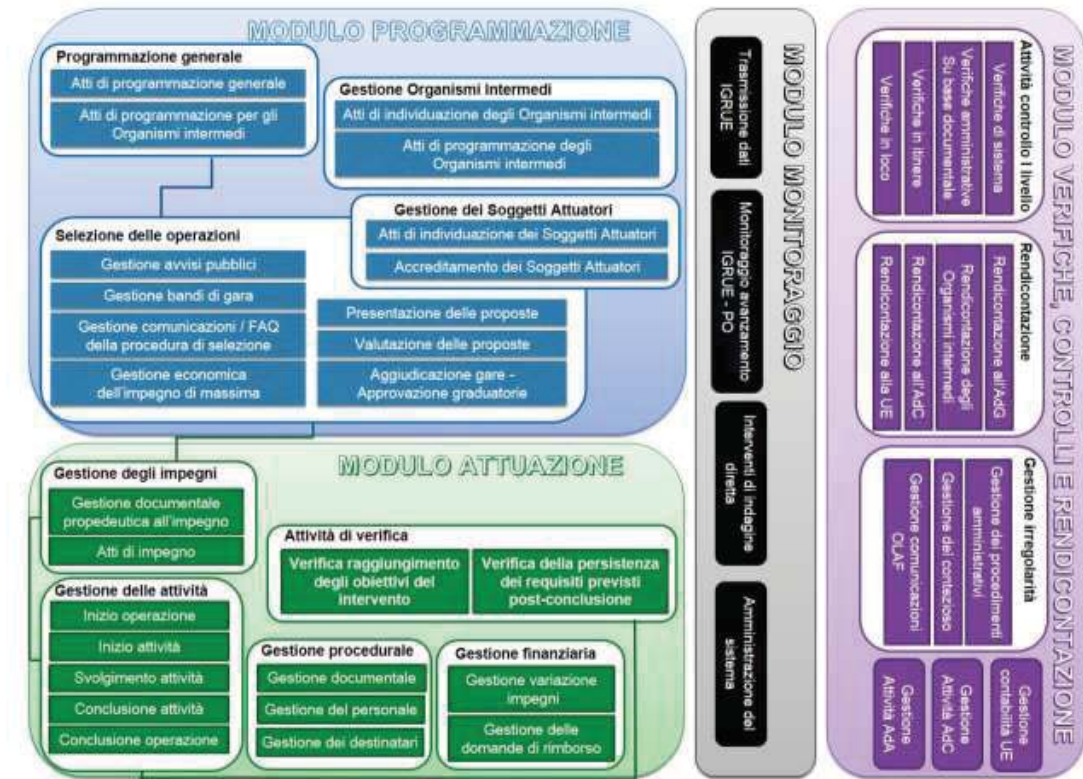 MODULO PROGRAMMAZIONE
Programmazione generale
Atti di programmazione generale
Atti di programmazione per gli
Organismi intermedi
Gestione Organismi Intermedi
Atti di individuazione degli Organismi intermedi
Atti di programmazione degli
Organismi intermedi
Gestione dei Soggetti Attuatori
Atti di individuazione dei Soggetti Attuatori
Accreditamento dei Soggetti Attuatori
Selezione delle operazioni
Gestione avvisi pubblici
Gestione bandi di gara
Gestione comunicazioni / FAQ
della procedura di selezione
Gestione economica
dell'impegno di massima
Presentazione delle proposte
Valutazione delle proposte
Aggiudicazione gare -
Approvazione graduatorie
MODULO ATTUAZIONE
Gestione degli impegni
Gestione documentale
propedeutica all'impegno
Atti di impegno
Attività di verifica
Verifica raggiungimento
degli obiettivi del
intervento
Verifica della persistenza
dei requisiti previsti
post-conclusione
Gestione delle attività
Inizio operazione
Inizio attività
Svolgimento attività
Conclusione attività
Conclusione operazione
Gestione procedurale
Gestione documentale
Gestione del personale
Gestione dei destinatari
Gestione finanziaria
Gestione variazione
impegni
Gestione delle
domande di rimborso
MODULO MONITORAGGIO
Trasmissione dati
IGRUE
Monitoraggio avanzamento
IGRUE - PO
Interventi di indagine
diretta
Amministrazione del
sistema
MODULO VERIFICHE, CONTROLLI E RENDICONTAZIONE
Attività controllo I livello
Verifiche di sistema
Verifiche amministrative
Su base documentale
Verifiche in itinere
Verifiche in loco
Rendicontazione
Rendicontazione all'AdG
Rendicontazione degli
Organismi intermedi
Rendicontazione all'AdC
Rendicontazione alla UE
Gestione irregolarità
Gestione dei procedimenti
amministrativi
Gestione del contezioso
Gestione comunicazioni
OLAF
Gestione
contabilità UE
Gestione
Attività AdC
Gestione
Attività AdA